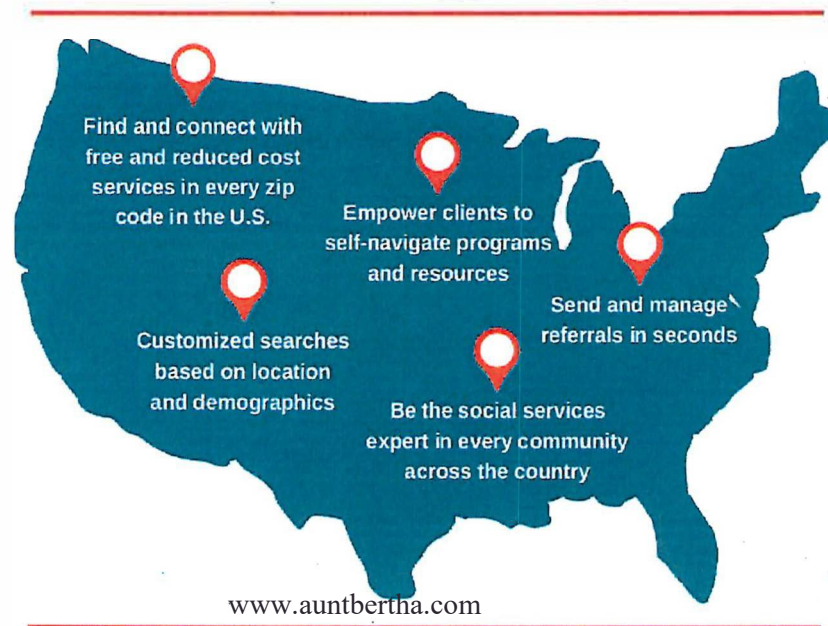 Find and connect with
free and reduced cost
services in every zip
code in the U.S.
Empower clients to
self-navigate programs
and resources
Send and manage
referrals in seconds
Customized searches
based on location
and demographics
Be the social services
expert in every community
across the country
www.auntbertha.com